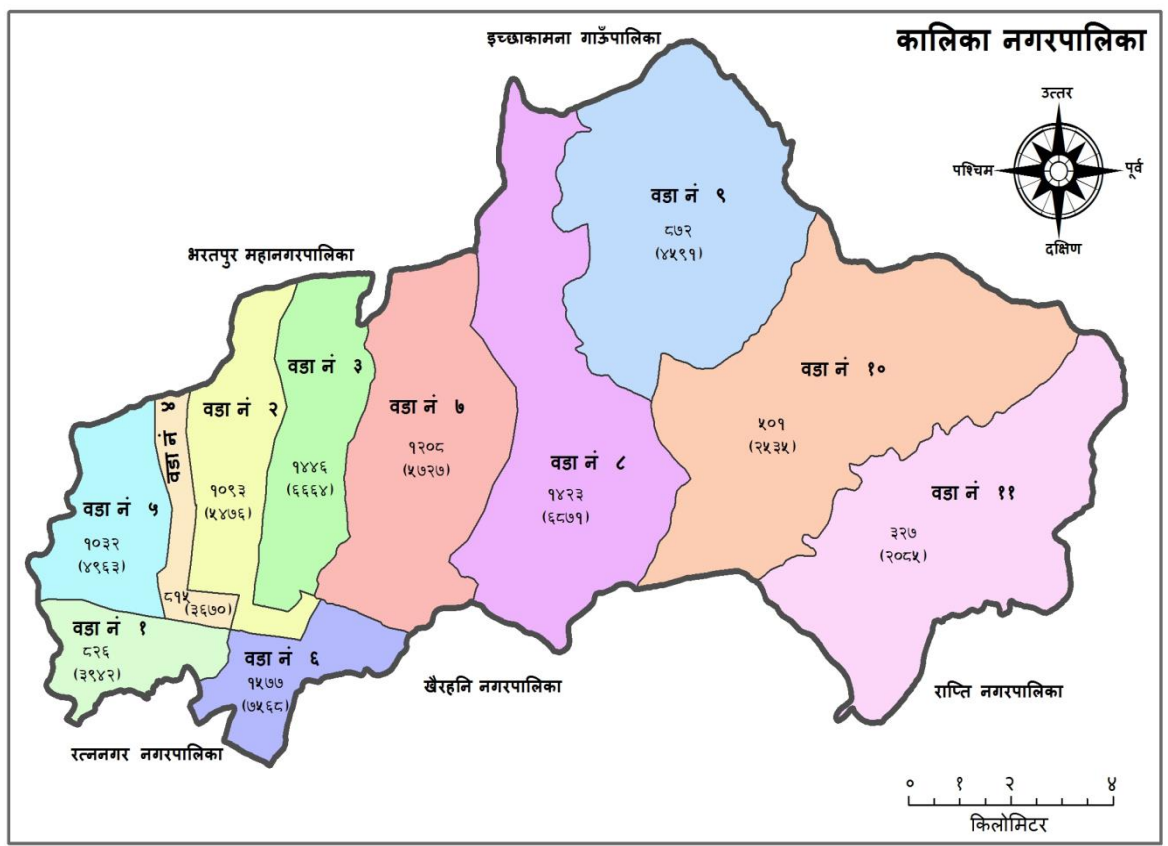 इच्छाकामना गाउँपालिका
कालिका नगरपालिका
उत्तर
पश्चिम
पूर्व
दक्षिण
वडा नं ९
८७२
(४५९१)
भरतपुर महानगरपालिका
वडा नं ३
१४४६
(६६६४)
वडा नं १०
५०१
(२५३५)
वडा नं २
१०९३
(५४७६)
वडा नं ७
१२०८
(५७२७)
वडा नं ४
८१५
(३६७०)
वडा नं ८
१४२३
(६८७१)
वडा नं ११
३२७
(२०८५)
वडा नं ५
१०३२
(४९६३)
वडा नं १
८२६
(३९४२)
वडा नं ६
१५७७
(७५६८)
खैरहनि नगरपालिका
राप्ति नगरपालिका
रत्ननगर नगरपालिका
० १ २ ४
किलोमिटर